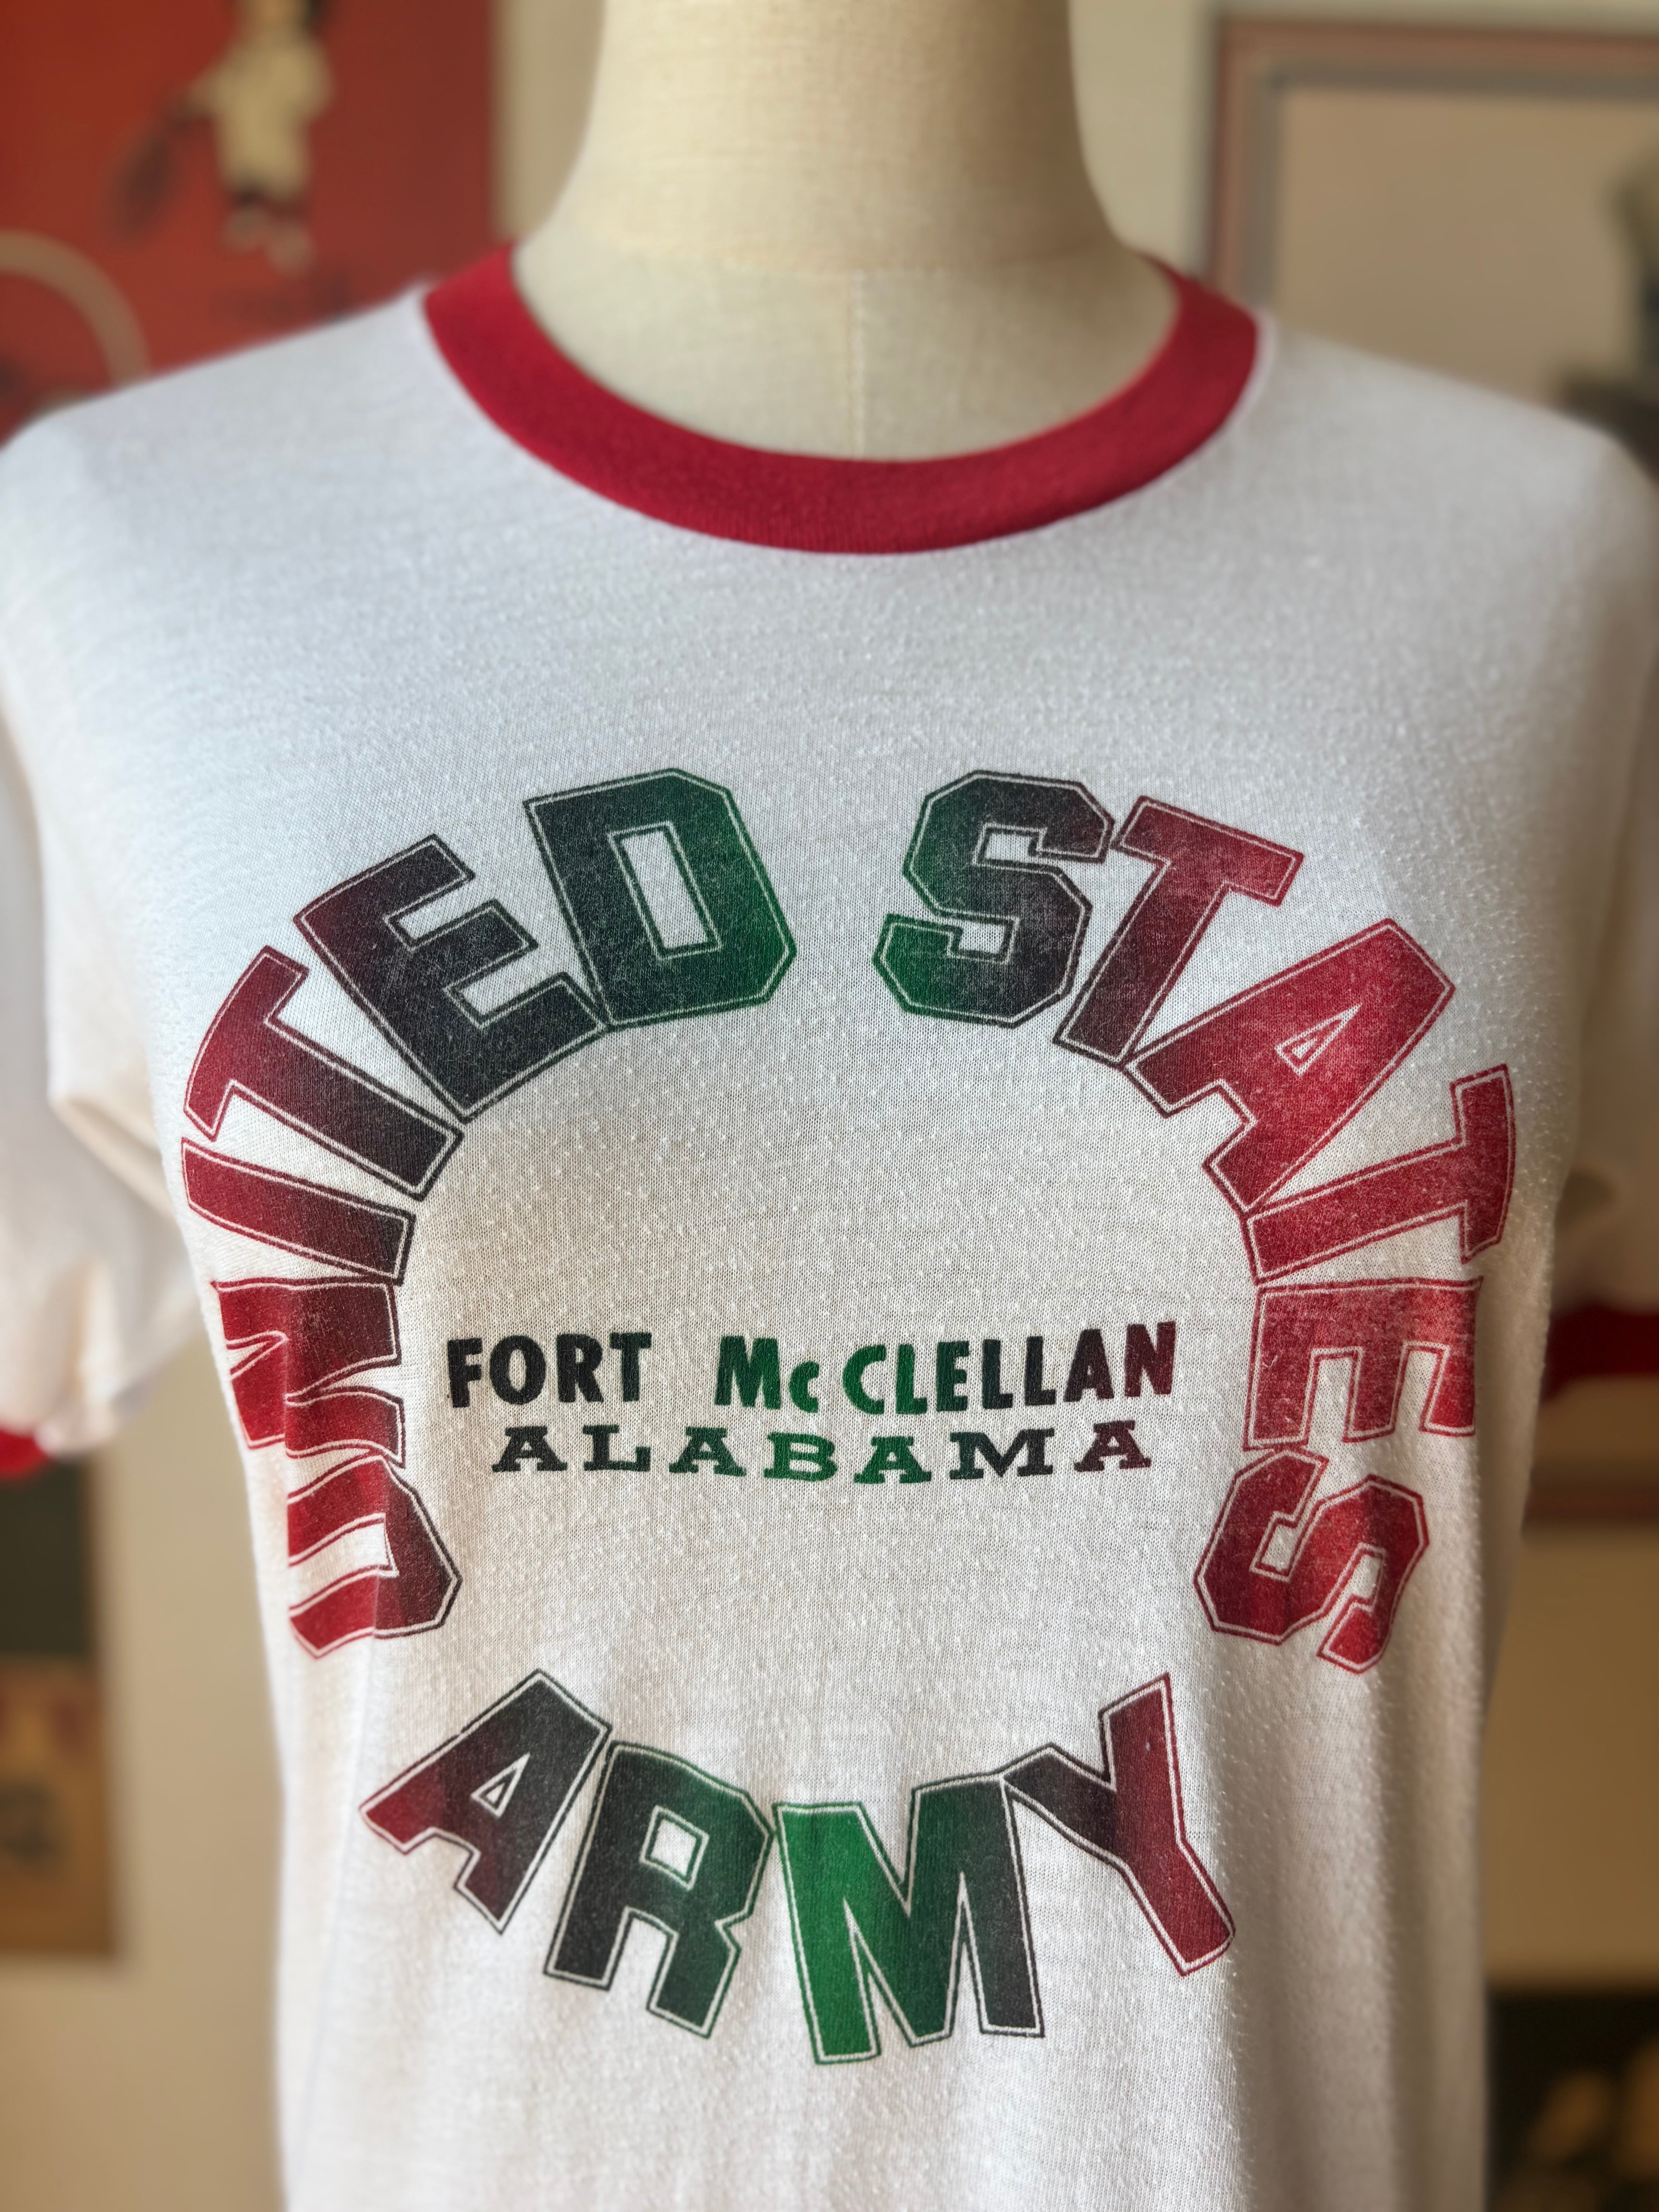 UNITED STATES
FORT McCLELLAN
ALABAMA
ARMY